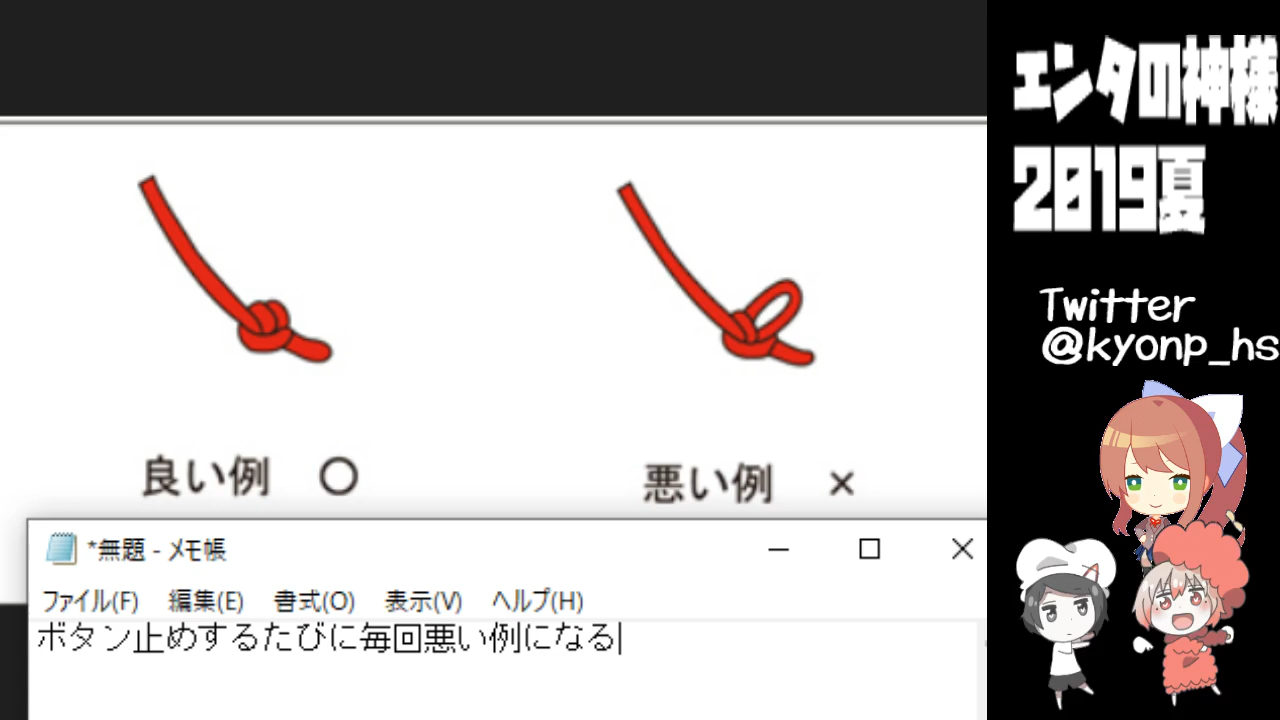 エンタの神様
2019夏
Twitter
@kyonp_hs
良い例 ○
悪い例 ×
*無題 - メモ帳
ファイル(F) 編集(E) 書式(O) 表示(V) ヘルプ(H)
ボタン止めするたびに毎回悪い例になる